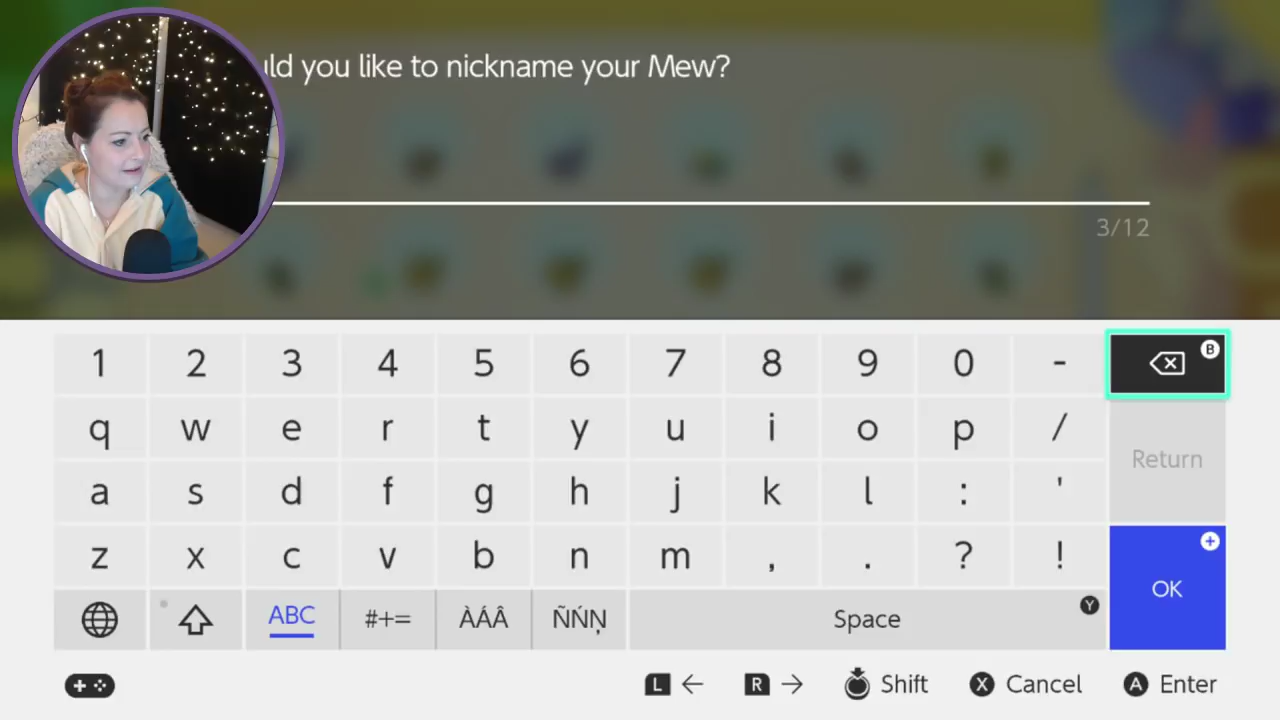 ld you like to nickname your Mew?
3/12
1 2 3 4 5 6 7 8 9 0 - B
q w e r t y u i o p /
Return
a s d f g h j k l : '
z x c v b n m , . ? ! +
OK
ABC #+= ÀÁÂ ÑŃŅ Space Y
L ← R → Shift X Cancel A Enter